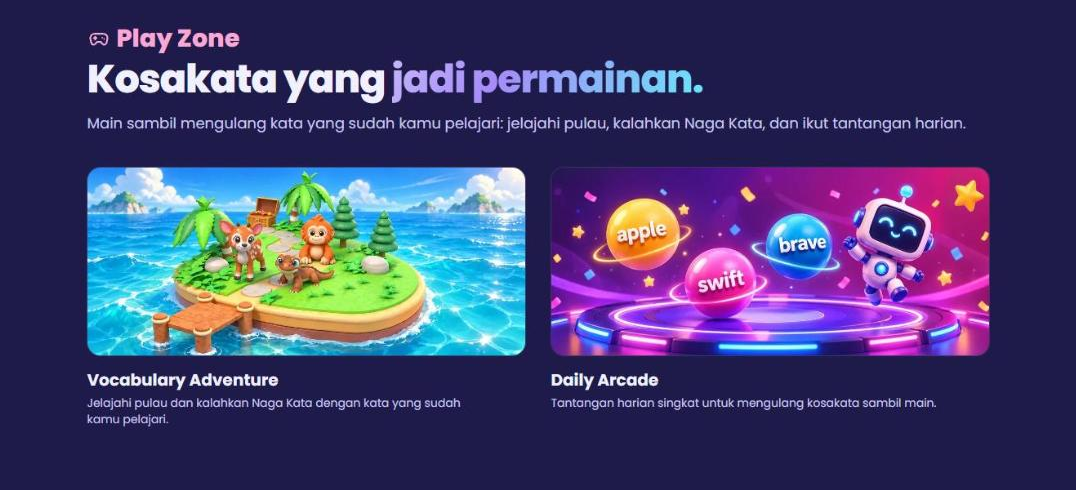 Play Zone
Kosakata yang jadi permainan.
Main sambil mengulang kata yang sudah kamu pelajari: jelajahi pulau, kalahkan Naga Kata, dan ikut tantangan harian.
apple
brave
swift
Vocabulary Adventure
Jelajahi pulau dan kalahkan Naga Kata dengan kata yang sudah
kamu pelajari.
Daily Arcade
Tantangan harian singkat untuk mengulang kosakata sambil main.